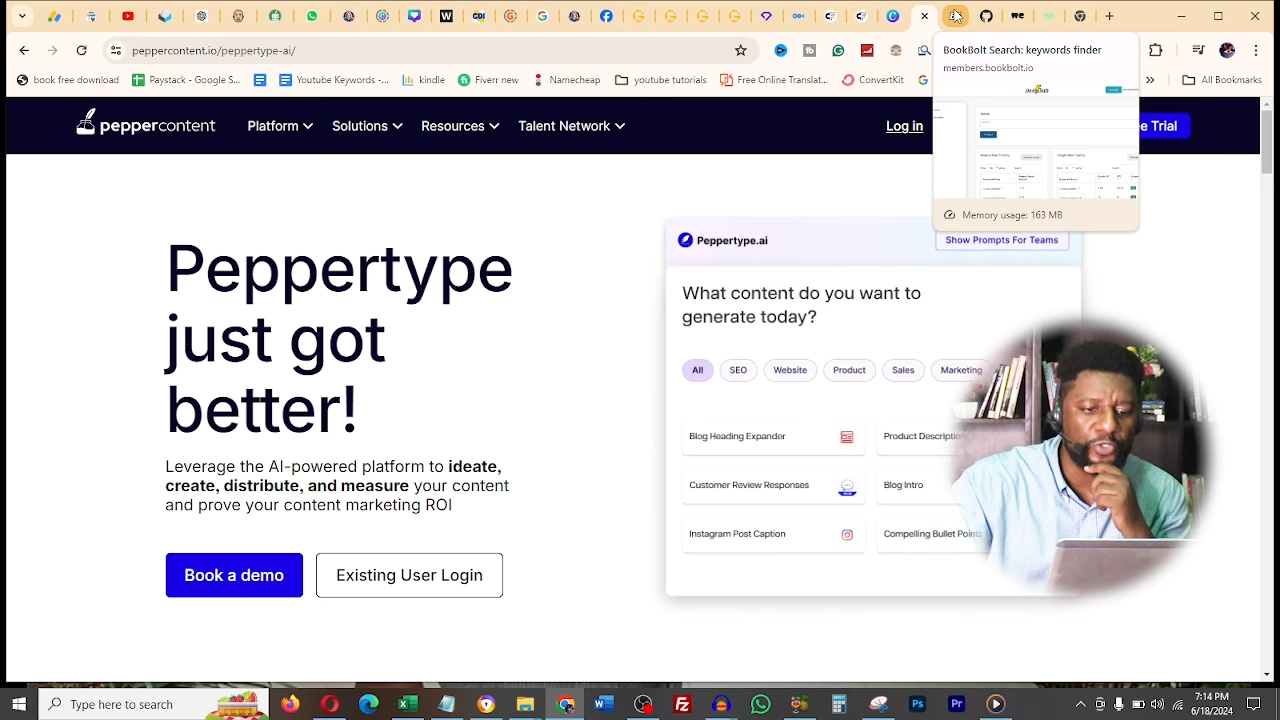 BookBolt Search: keywords finder
peppercontent.io/peppertype-ai/
members.bookbolt.io
book free download
Paystack - Google S...
Youtube Keywords -...
kindle
Fiverr
Namecheap
youtube tutorials
Free Online Translat...
ConvertKit
All Bookmarks
peppercontent
Platform
Solutions
Resources
Talent Network
Log In
e Trial
Memory usage: 163 MB
Peppertype.ai
Show Prompts For Teams
Peppertype
just got
better!
What content do you want to
generate today?
All
SEO
Website
Product
Sales
Marketing
Blog Heading Expander
Product Description
Customer Review Responses
Blog Intro
Instagram Post Caption
Compelling Bullet Points
Leverage the AI-powered platform to ideate,
create, distribute, and measure your content
and prove your content marketing ROI
Book a demo
Existing User Login
Type here to search
7:14 PM
6/18/2024